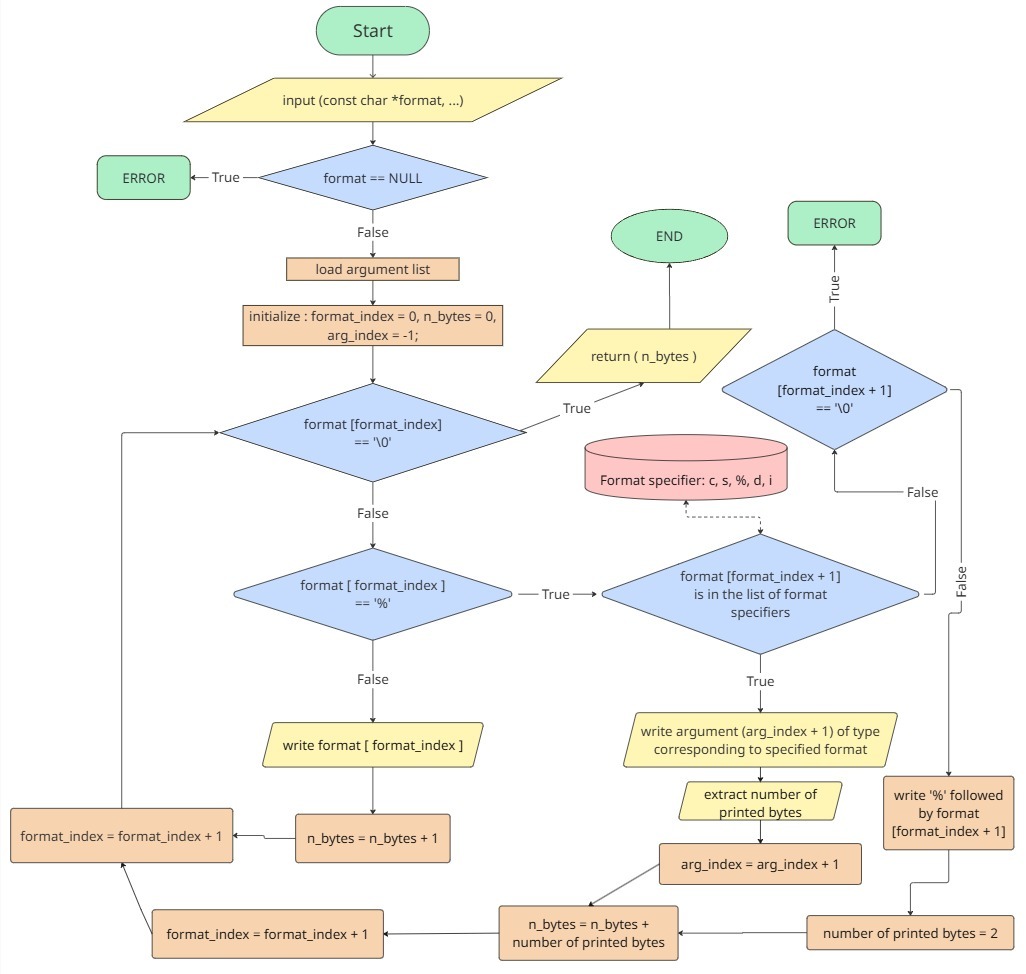 Start
input (const char *format, ...)
format == NULL
True
ERROR
False
load argument list
initialize : format_index = 0, n_bytes = 0,
arg_index = -1;
format [format_index]
== '\0'
True
return ( n_bytes )
END
False
format [ format_index ]
== '%'
True
Format specifier: c, s, %, d, i
format [format_index + 1]
is in the list of format
specifiers
False
format
[format_index + 1]
== '\0'
True
ERROR
False
False
write format [ format_index ]
n_bytes = n_bytes + 1
format_index = format_index + 1
True
write argument (arg_index + 1) of type
corresponding to specified format
extract number of
printed bytes
arg_index = arg_index + 1
write '%' followed
by format
[format_index + 1]
number of printed bytes = 2
n_bytes = n_bytes +
number of printed bytes
format_index = format_index + 1